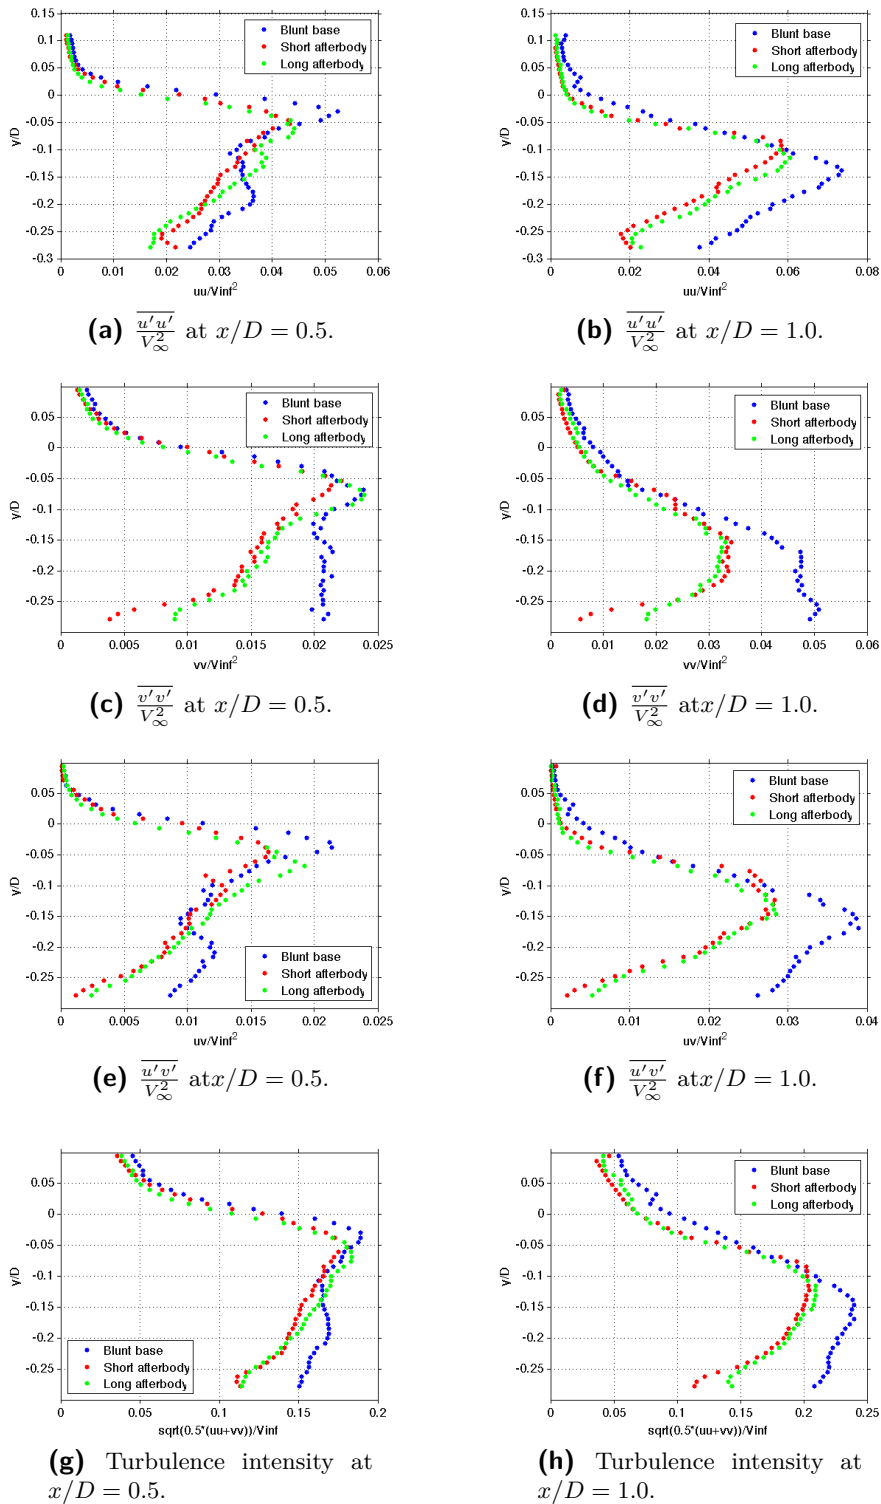 0.15
0.1
0.05
0
-0.05
-0.1
-0.15
-0.2
-0.25
-0.3
y/D
Blunt base
Short afterbody
Long afterbody
0 0.01 0.02 0.03 0.04 0.05 0.06
uu/Vinf²
(a) u'u'/V∞² at x/D = 0.5.
0.15
0.1
0.05
0
-0.05
-0.1
-0.15
-0.2
-0.25
-0.3
y/D
Blunt base
Short afterbody
Long afterbody
0 0.02 0.04 0.06 0.08
uu/Vinf²
(b) u'u'/V∞² at x/D = 1.0.
0.05
0
-0.05
-0.1
-0.15
-0.2
-0.25
y/D
Blunt base
Short afterbody
Long afterbody
0 0.005 0.01 0.015 0.02 0.025
vv/Vinf²
(c) v'v'/V∞² at x/D = 0.5.
0.05
0
-0.05
-0.1
-0.15
-0.2
-0.25
y/D
Blunt base
Short afterbody
Long afterbody
0 0.01 0.02 0.03 0.04 0.05 0.06
vv/Vinf²
(d) v'v'/V∞² atx/D = 1.0.
0.05
0
-0.05
-0.1
-0.15
-0.2
-0.25
y/D
Blunt base
Short afterbody
Long afterbody
0 0.005 0.01 0.015 0.02 0.025
uv/Vinf²
(e) u'v'/V∞² atx/D = 0.5.
0.05
0
-0.05
-0.1
-0.15
-0.2
-0.25
y/D
Blunt base
Short afterbody
Long afterbody
0 0.01 0.02 0.03 0.04
uv/Vinf²
(f) u'v'/V∞² atx/D = 1.0.
0.05
0
-0.05
-0.1
-0.15
-0.2
-0.25
y/D
Blunt base
Short afterbody
Long afterbody
0 0.05 0.1 0.15 0.2
sqrt(0.5*(uu+vv))/Vinf
(g) Turbulence intensity at
x/D = 0.5.
0.05
0
-0.05
-0.1
-0.15
-0.2
-0.25
y/D
Blunt base
Short afterbody
Long afterbody
0 0.05 0.1 0.15 0.2 0.25
sqrt(0.5*(uu+vv))/Vinf
(h) Turbulence intensity at
x/D = 1.0.